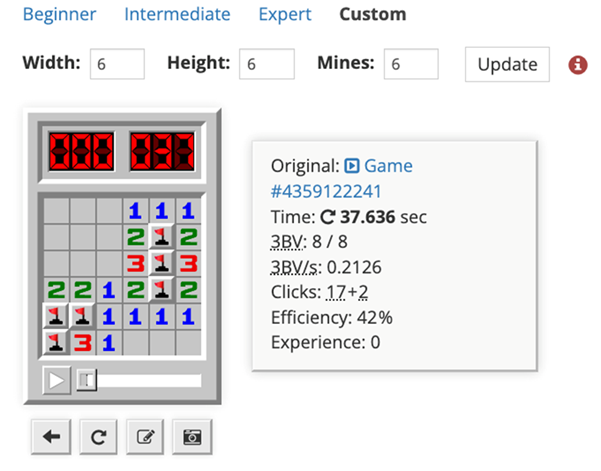 Beginner Intermediate Expert Custom
Width: 6 Height: 6 Mines: 6 Update
Original: Game
#4359122241
Time: 37.636 sec
3BV: 8 / 8
3BV/s: 0.2126
Clicks: 17+2
Efficiency: 42%
Experience: 0
1 1 1
2 2
3 3
2 2 1 2 2
1 1 1 1
3 1